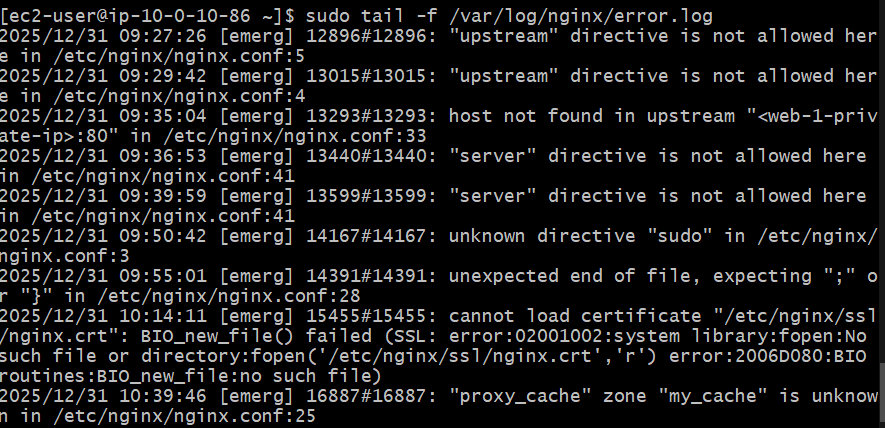 [ec2-user@ip-10-0-10-86 ~]$ sudo tail -f /var/log/nginx/error.log
2025/12/31 09:27:26 [emerg] 12896#12896: "upstream" directive is not allowed her
e in /etc/nginx/nginx.conf:5
2025/12/31 09:29:42 [emerg] 13015#13015: "upstream" directive is not allowed her
e in /etc/nginx/nginx.conf:4
2025/12/31 09:35:04 [emerg] 13293#13293: host not found in upstream "<web-1-priv
ate-ip>:80" in /etc/nginx/nginx.conf:33
2025/12/31 09:36:53 [emerg] 13440#13440: "server" directive is not allowed here
in /etc/nginx/nginx.conf:41
2025/12/31 09:39:59 [emerg] 13599#13599: "server" directive is not allowed here
in /etc/nginx/nginx.conf:41
2025/12/31 09:50:42 [emerg] 14167#14167: unknown directive "sudo" in /etc/nginx/
nginx.conf:3
2025/12/31 09:55:01 [emerg] 14391#14391: unexpected end of file, expecting ";" o
r "}" in /etc/nginx/nginx.conf:28
2025/12/31 10:14:11 [emerg] 15455#15455: cannot load certificate "/etc/nginx/ssl
/nginx.crt": BIO_new_file() failed (SSL: error:02001002:system library:fopen:No
such file or directory:fopen('/etc/nginx/ssl/nginx.crt','r') error:2006D080:BIO
routines:BIO_new_file:no such file)
2025/12/31 10:39:46 [emerg] 16887#16887: "proxy_cache" zone "my_cache" is unknow
n in /etc/nginx/nginx.conf:25